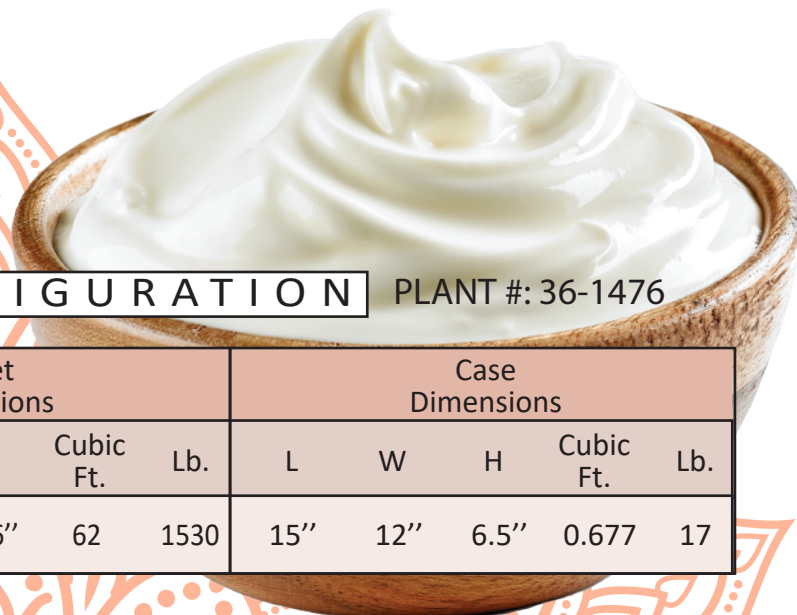 IGURATION PLANT #: 36-1476
et Case
ions Dimensions
Cubic Ft. Lb. L W H Cubic Ft. Lb.
6’’ 62 1530 15’’ 12’’ 6.5’’ 0.677 17